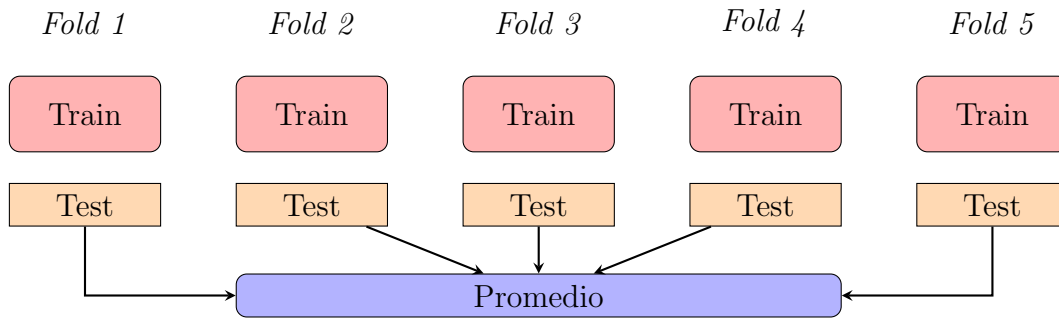 Fold 1 Fold 2 Fold 3 Fold 4 Fold 5
Train Train Train Train Train
Test Test Test Test Test
Promedio